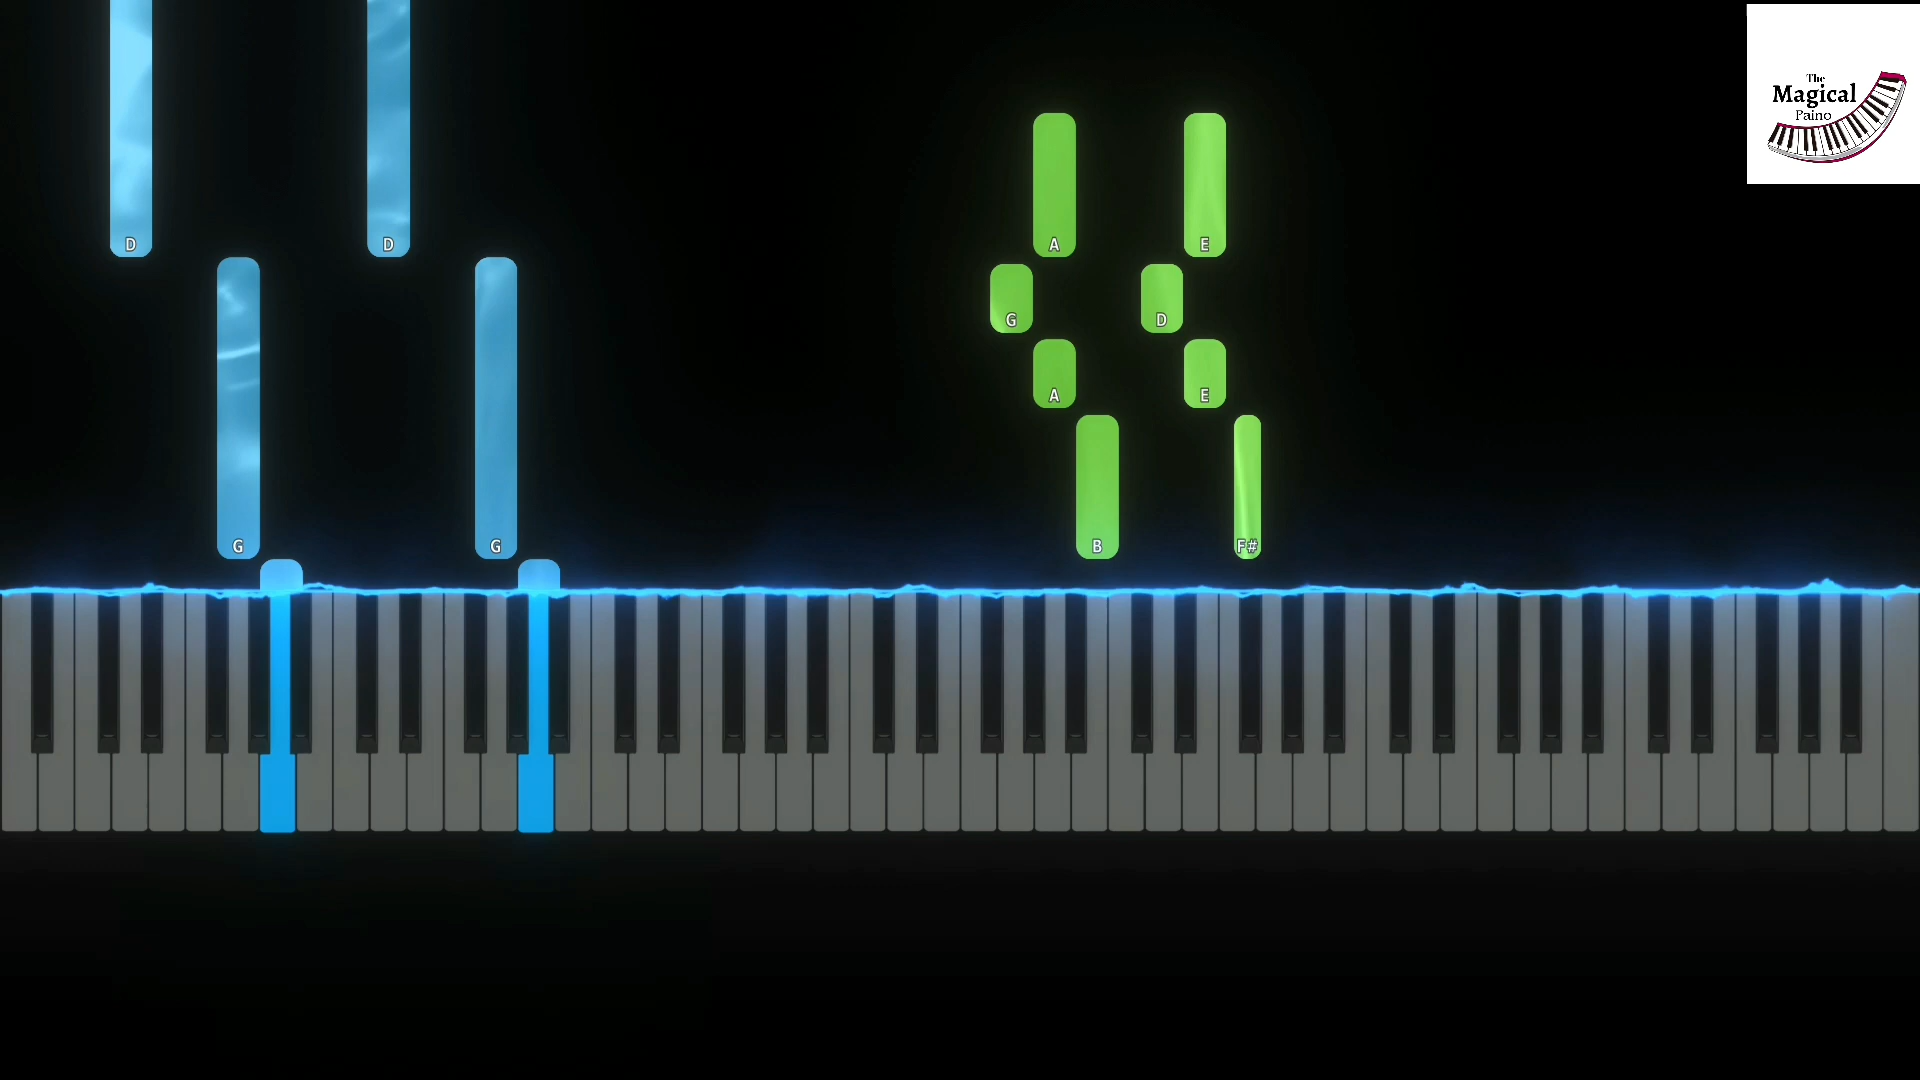 The
Magical
Paino
D D A E
G D
A E
G G B F#